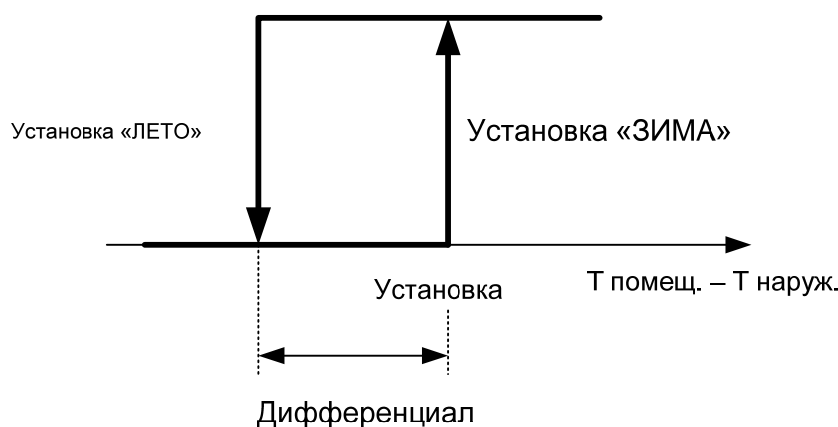 Установка «ЛЕТО»
Установка «ЗИМА»
Установка
Т помещ. – Т наруж.
Дифференциал